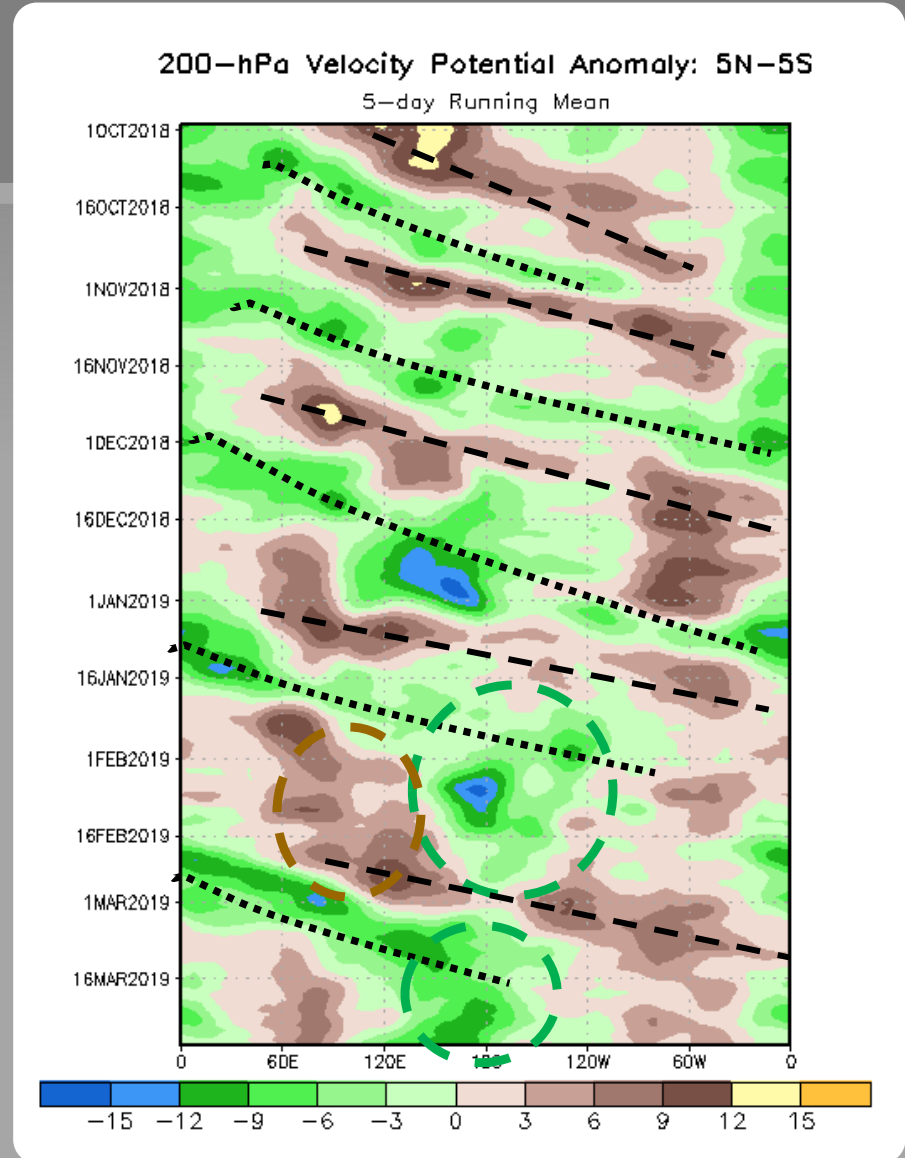 200-hPa Velocity Potential Anomaly: 5N-5S
5-day Running Mean
1OCT2018
16OCT2018
1NOV2018
16NOV2018
1DEC2018
16DEC2018
1JAN2019
16JAN2019
1FEB2019
16FEB2019
1MAR2019
16MAR2019
0 60E 120E 180 120W 60W 0
-15 -12 -9 -6 -3 0 3 6 9 12 15